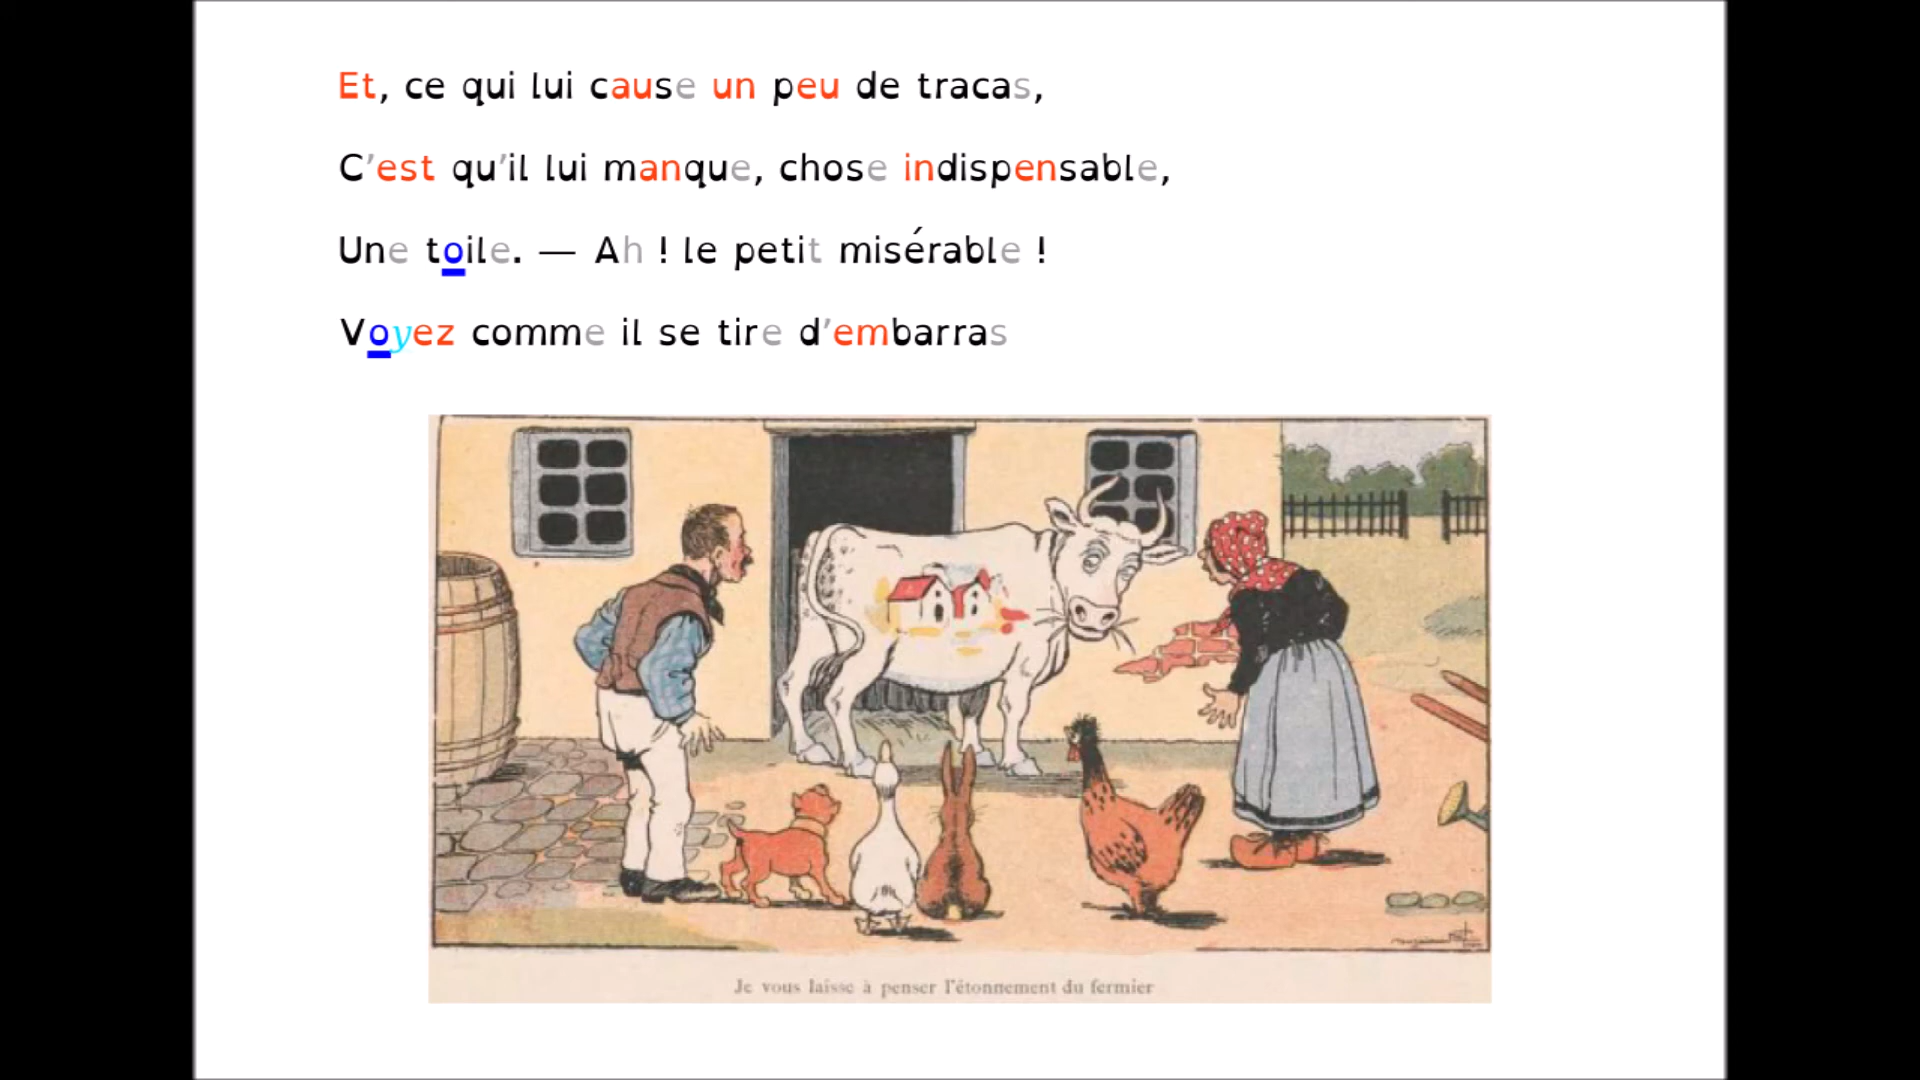 Et, ce qui lui cause un peu de tracas,
C’est qu’il lui manque, chose indispensable,
Une toile. — Ah ! le petit misérable !
Voyez comme il se tire d’embarras
Je vous laisse à penser l'étonnement du fermier